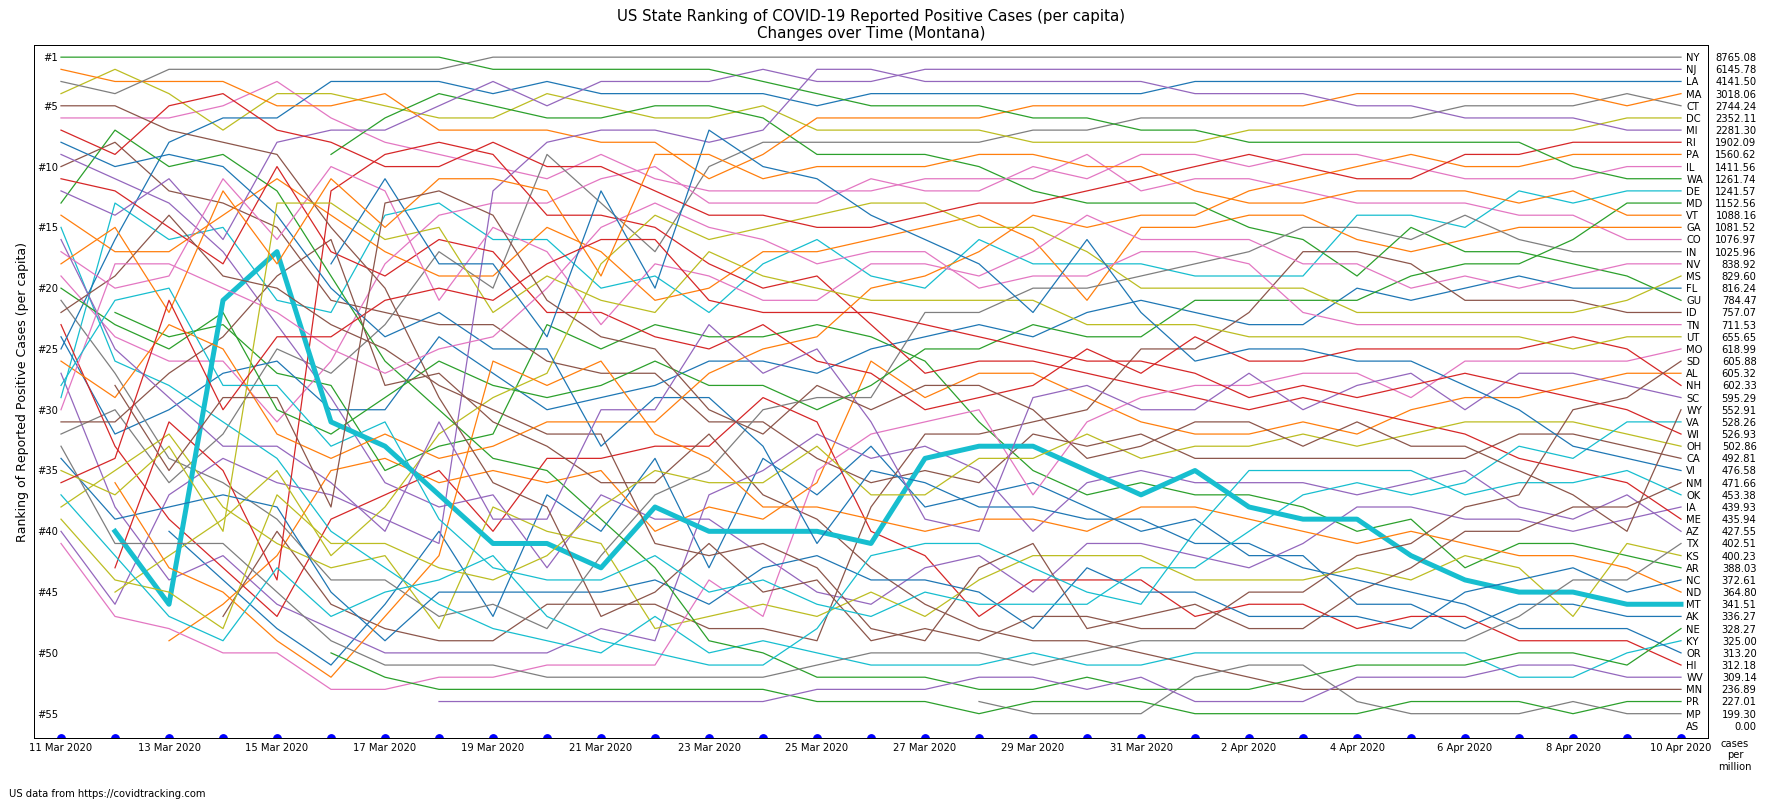 US State Ranking of COVID-19 Reported Positive Cases (per capita)
Changes over Time (Montana)
Ranking of Reported Positive Cases (per capita)
#1
#5
#10
#15
#20
#25
#30
#35
#40
#45
#50
#55
NY 8765.08
NJ 6145.78
LA 4141.50
MA 3018.06
CT 2744.24
DC 2352.11
MI 2281.30
RI 1902.09
PA 1560.62
IL 1411.56
WA 1261.74
DE 1241.57
MD 1152.56
VT 1088.16
GA 1081.52
CO 1076.97
IN 1025.96
NV 838.92
MS 829.60
FL 816.24
GU 784.47
ID 757.07
TN 711.53
UT 655.65
MO 618.99
SD 605.88
AL 605.32
NH 602.33
SC 595.29
WY 552.91
VA 528.26
WI 526.93
OH 502.86
CA 492.81
VI 476.58
NM 471.66
OK 453.38
IA 439.93
ME 435.94
AZ 427.55
TX 402.51
KS 400.23
AR 388.03
NC 372.61
ND 364.80
MT 341.51
AK 336.27
NE 328.27
KY 325.00
OR 313.20
HI 312.18
WV 309.14
MN 236.89
PR 227.01
MP 199.30
AS 0.00
11 Mar 2020 13 Mar 2020 15 Mar 2020 17 Mar 2020 19 Mar 2020 21 Mar 2020 23 Mar 2020 25 Mar 2020 27 Mar 2020 29 Mar 2020 31 Mar 2020 2 Apr 2020 4 Apr 2020 6 Apr 2020 8 Apr 2020 10 Apr 2020
cases
per
million
US data from https://covidtracking.com